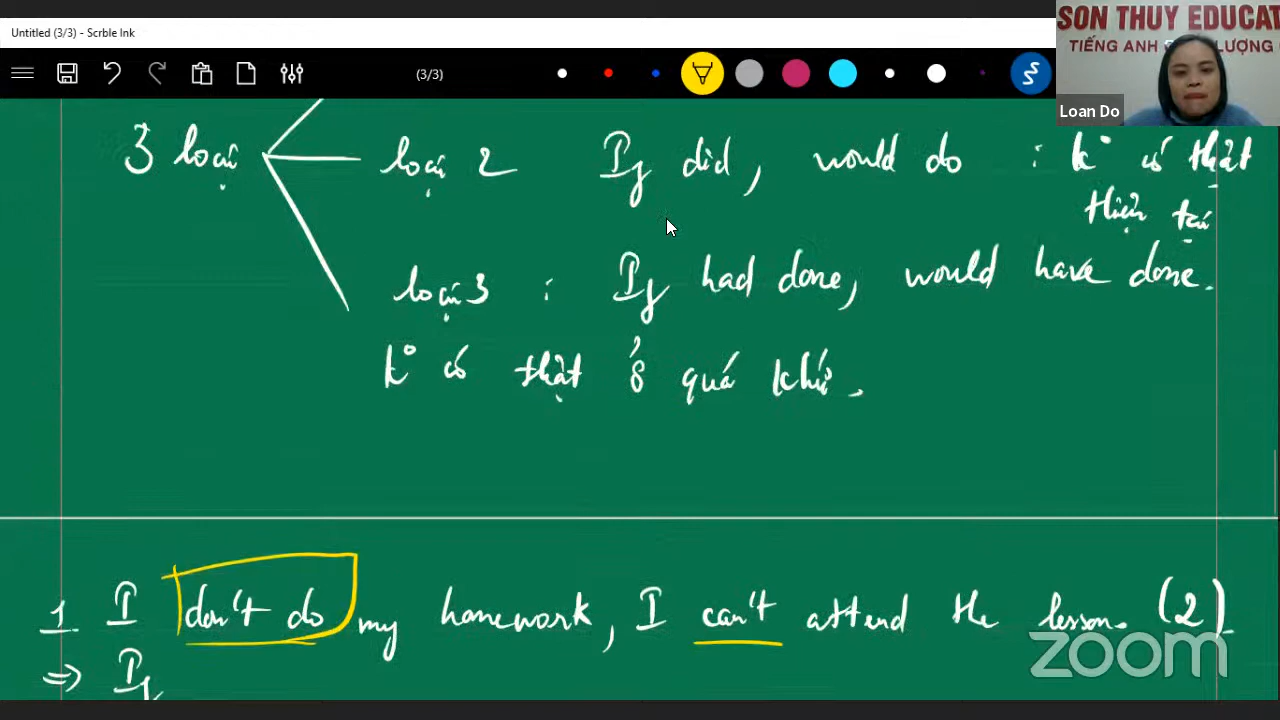 Untitled (3/3) - Scrble Ink
(3/3)
SON THUY EDUCAT
TIẾNG ANH LƯỢNG
Loan Do
3 loại
loại 2 If did, would do : k° có thật
hiện tại
loại 3 : If had done, would have done.
k° có thật ở quá khứ.
1 I don't do my homework, I can't attend the lesson. (2)
⇒ If
zoom